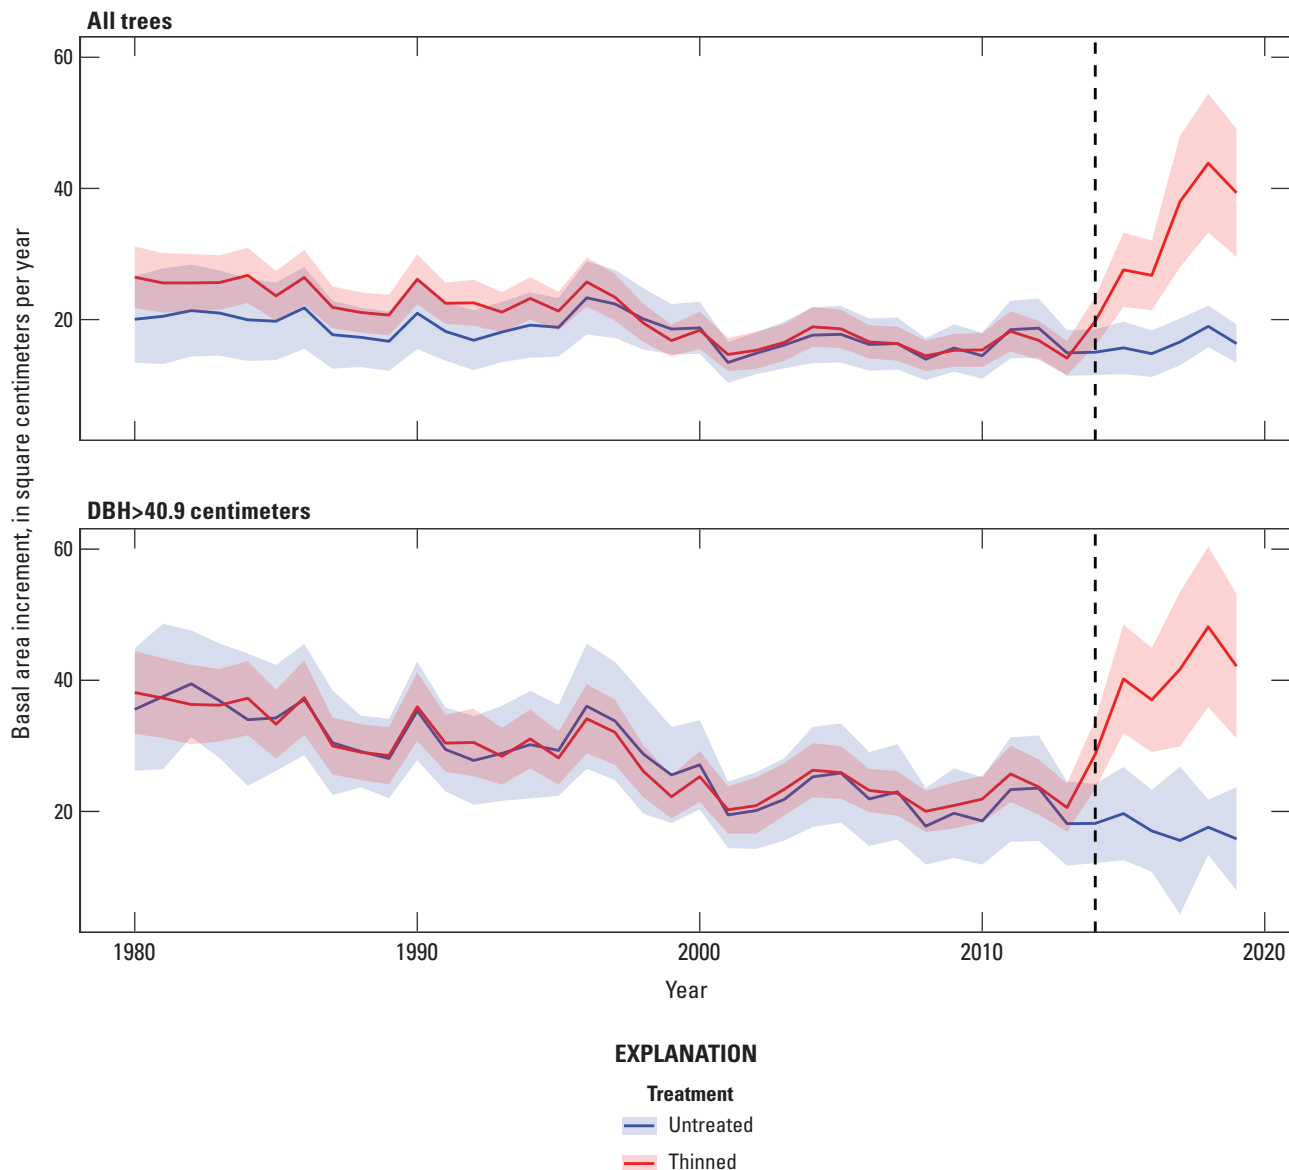 All trees
60
40
20
Basal area increment, in square centimeters per year
DBH>40.9 centimeters
60
40
20
1980 1990 2000 2010 2020
Year
EXPLANATION
Treatment
Untreated
Thinned